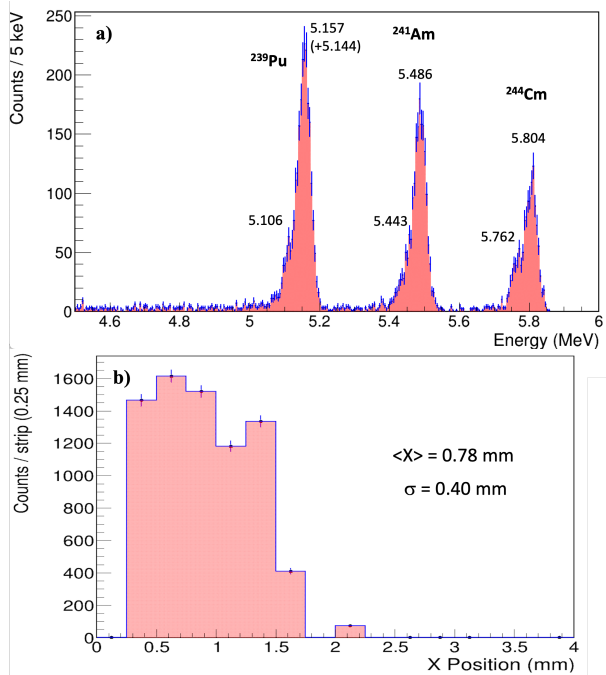 a)
5.157
(+5.144)
²³⁹Pu
²⁴¹Am
5.486
²⁴⁴Cm
5.804
5.106
5.443
5.762
Counts / 5 keV
250
200
150
100
50
0
4.6 4.8 5 5.2 5.4 5.6 5.8 6
Energy (MeV)
b)
<X> = 0.78 mm
σ = 0.40 mm
Counts / strip (0.25 mm)
1600
1400
1200
1000
800
600
400
200
0
0 0.5 1 1.5 2 2.5 3 3.5 4
X Position (mm)